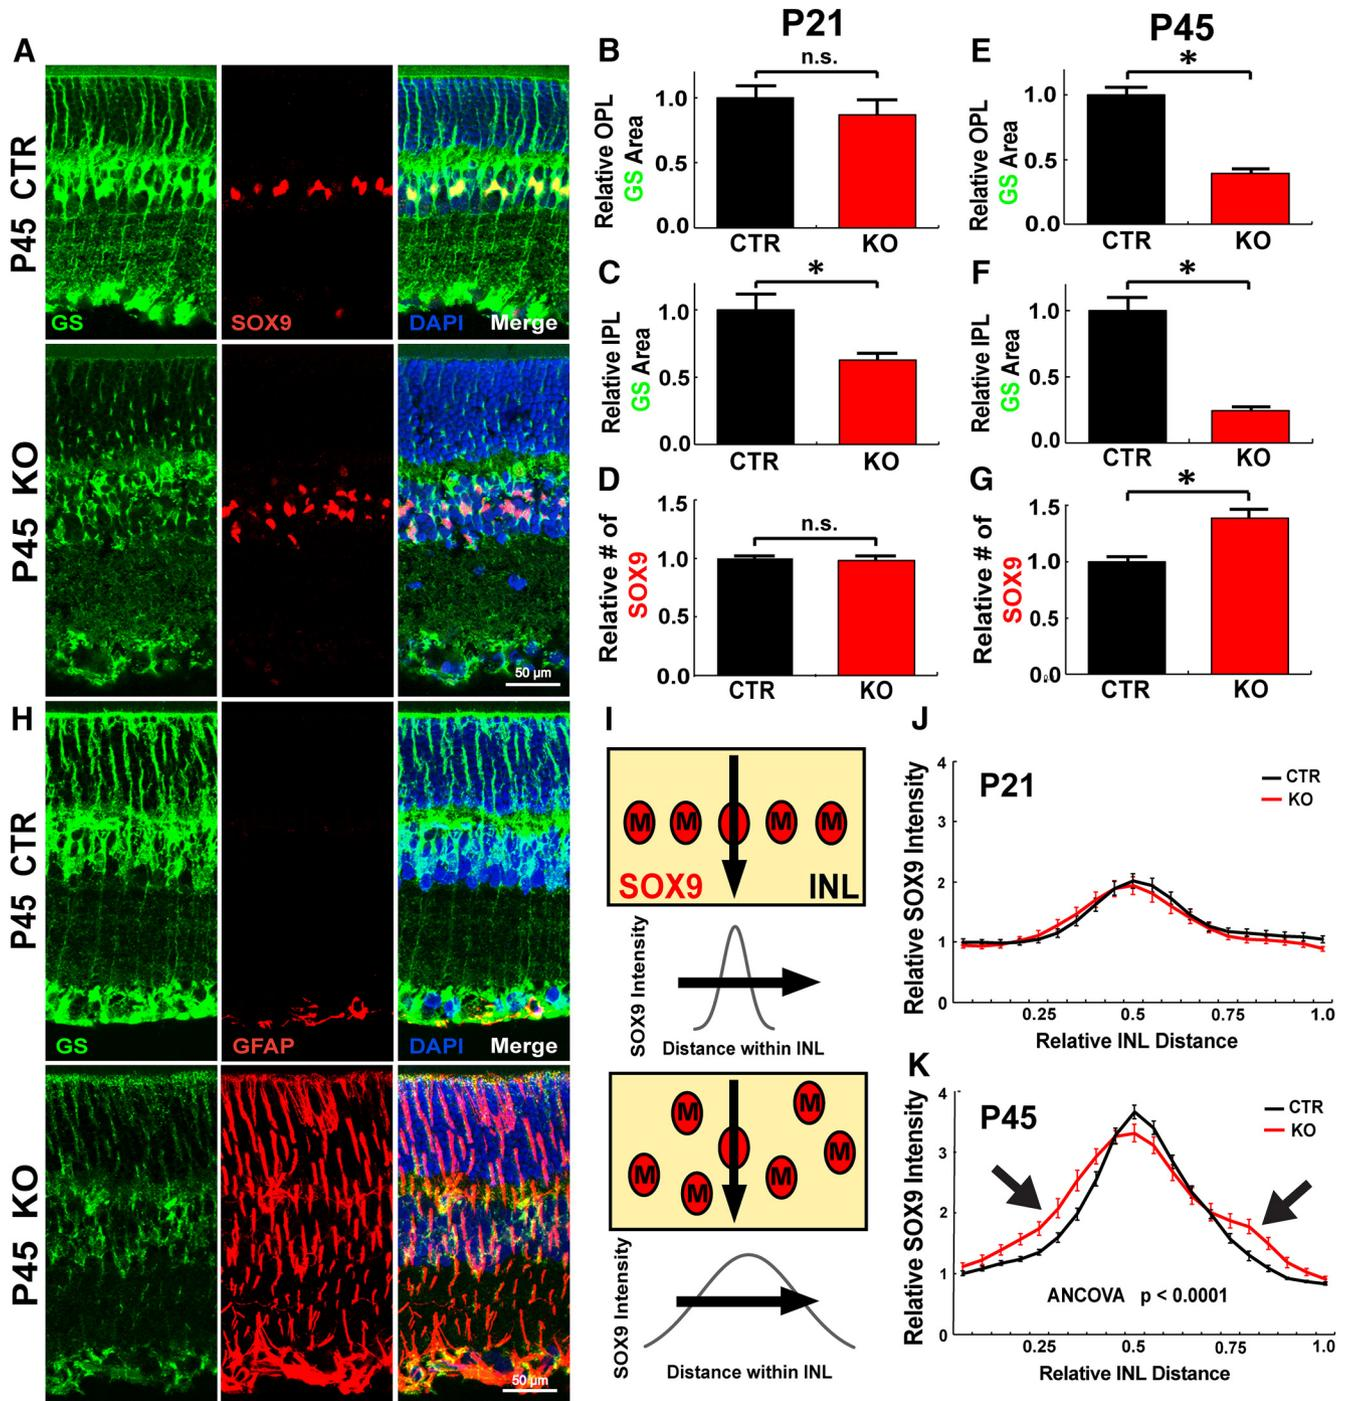 A
P45 CTR
GS
SOX9
DAPI Merge
P45 KO
50 µm
P21
B
n.s.
Relative OPL
GS Area
1.0
0.5
0.0
CTR KO
C
*
Relative IPL
GS Area
1.0
0.5
0.0
CTR KO
D
n.s.
Relative # of
SOX9
1.5
1.0
0.5
0.0
CTR KO
P45
E
*
Relative OPL
GS Area
1.0
0.5
0.0
CTR KO
F
*
Relative IPL
GS Area
1.0
0.5
0.0
CTR KO
G
*
Relative # of
SOX9
1.5
1.0
0.5
0.0
CTR KO
H
P45 CTR
GS
GFAP
DAPI Merge
P45 KO
50 µm
I
M M M M
SOX9 INL
SOX9 Intensity
Distance within INL
M M M M M M
SOX9 Intensity
Distance within INL
J
P21
CTR
KO
Relative SOX9 Intensity
4
3
2
1
0
0.25 0.5 0.75 1.0
Relative INL Distance
K
P45
CTR
KO
Relative SOX9 Intensity
4
3
2
1
0
ANCOVA p < 0.0001
0.25 0.5 0.75 1.0
Relative INL Distance